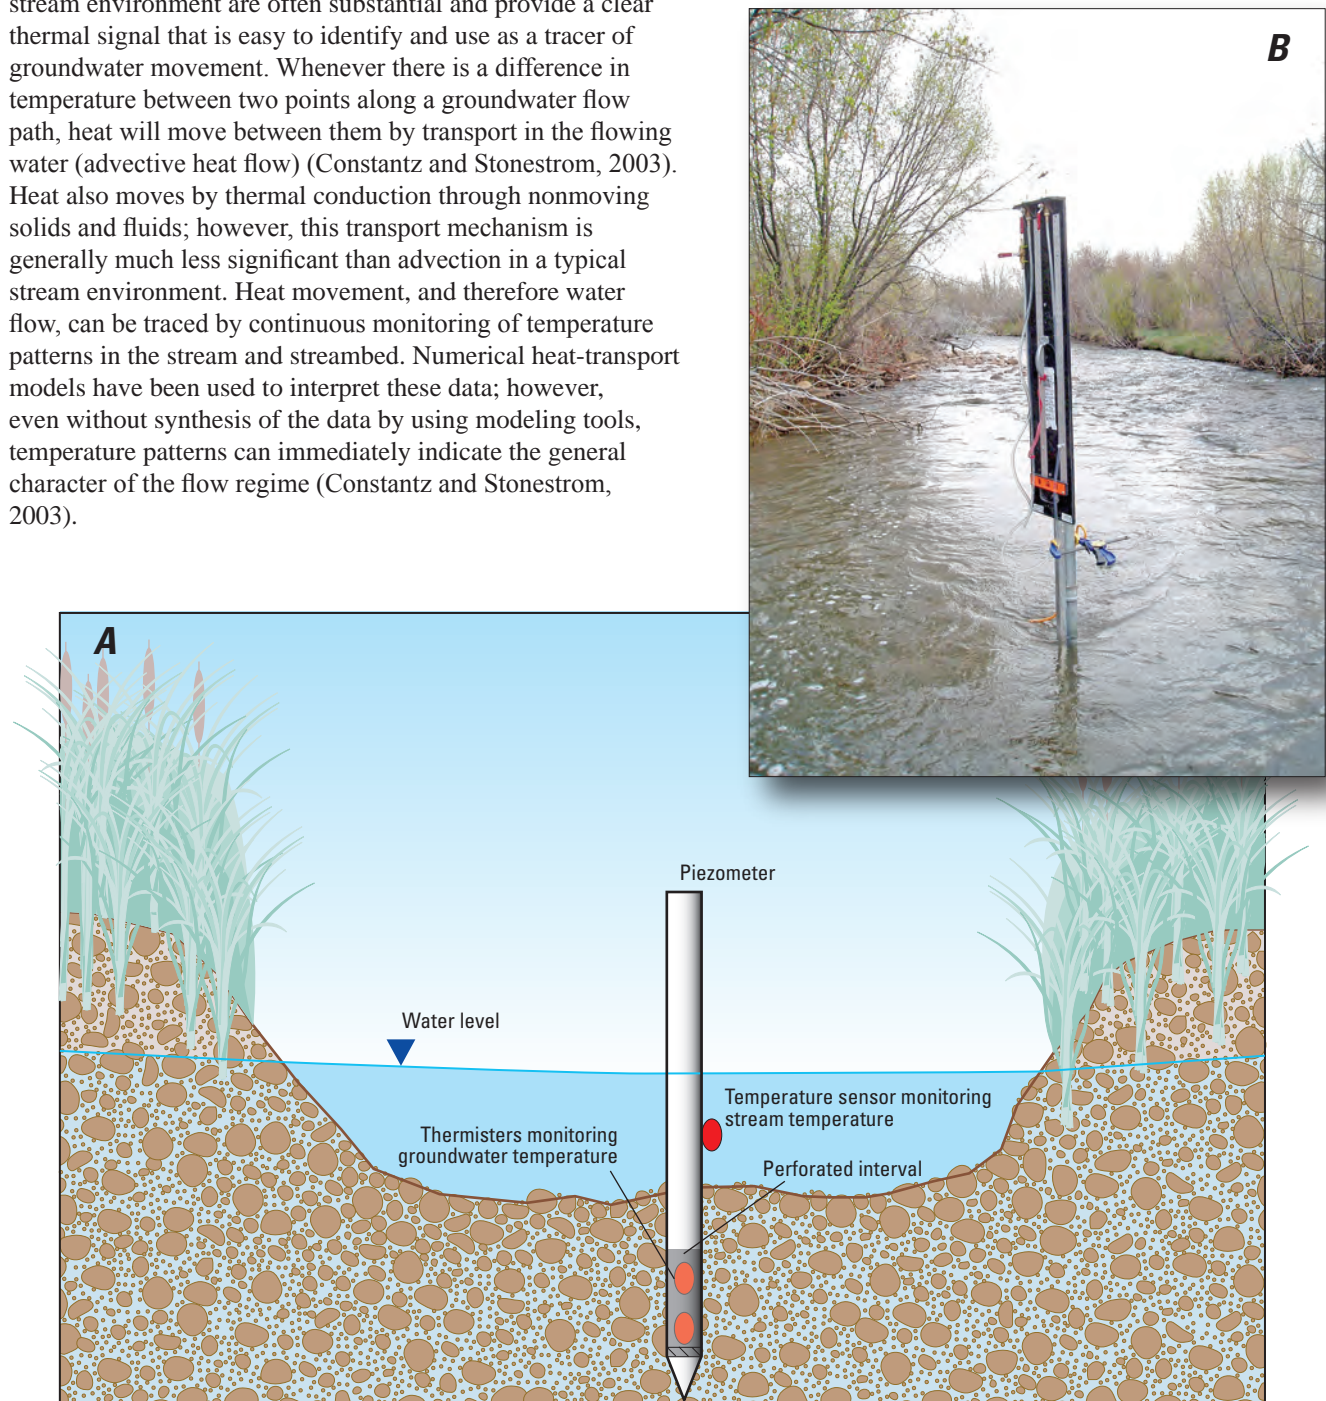 stream environment are often substantial and provide a clear
thermal signal that is easy to identify and use as a tracer of
groundwater movement. Whenever there is a difference in
temperature between two points along a groundwater flow
path, heat will move between them by transport in the flowing
water (advective heat flow) (Constantz and Stonestrom, 2003).
Heat also moves by thermal conduction through nonmoving
solids and fluids; however, this transport mechanism is
generally much less significant than advection in a typical
stream environment. Heat movement, and therefore water
flow, can be traced by continuous monitoring of temperature
patterns in the stream and streambed. Numerical heat-transport
models have been used to interpret these data; however,
even without synthesis of the data by using modeling tools,
temperature patterns can immediately indicate the general
character of the flow regime (Constantz and Stonestrom,
2003).
B
A
Piezometer
Water level
Temperature sensor monitoring
stream temperature
Thermisters monitoring
groundwater temperature
Perforated interval